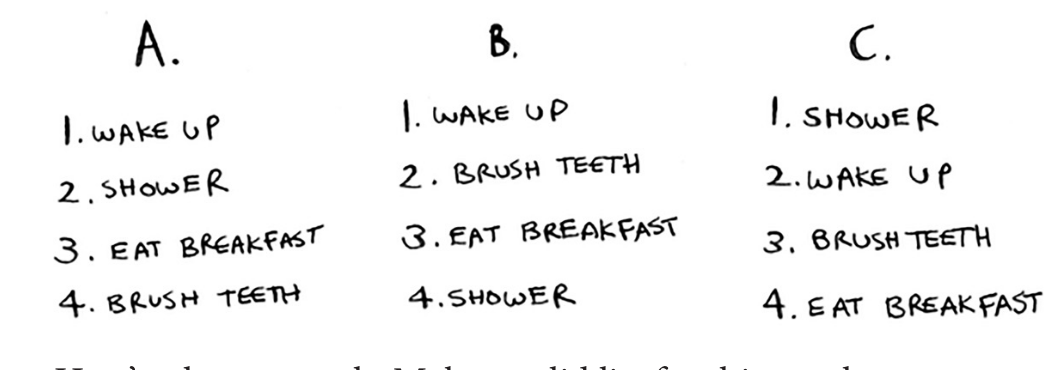 A.
1. WAKE UP
2. SHOWER
3. EAT BREAKFAST
4. BRUSH TEETH
B.
1. WAKE UP
2. BRUSH TEETH
3. EAT BREAKFAST
4. SHOWER
C.
1. SHOWER
2. WAKE UP
3. BRUSH TEETH
4. EAT BREAKFAST